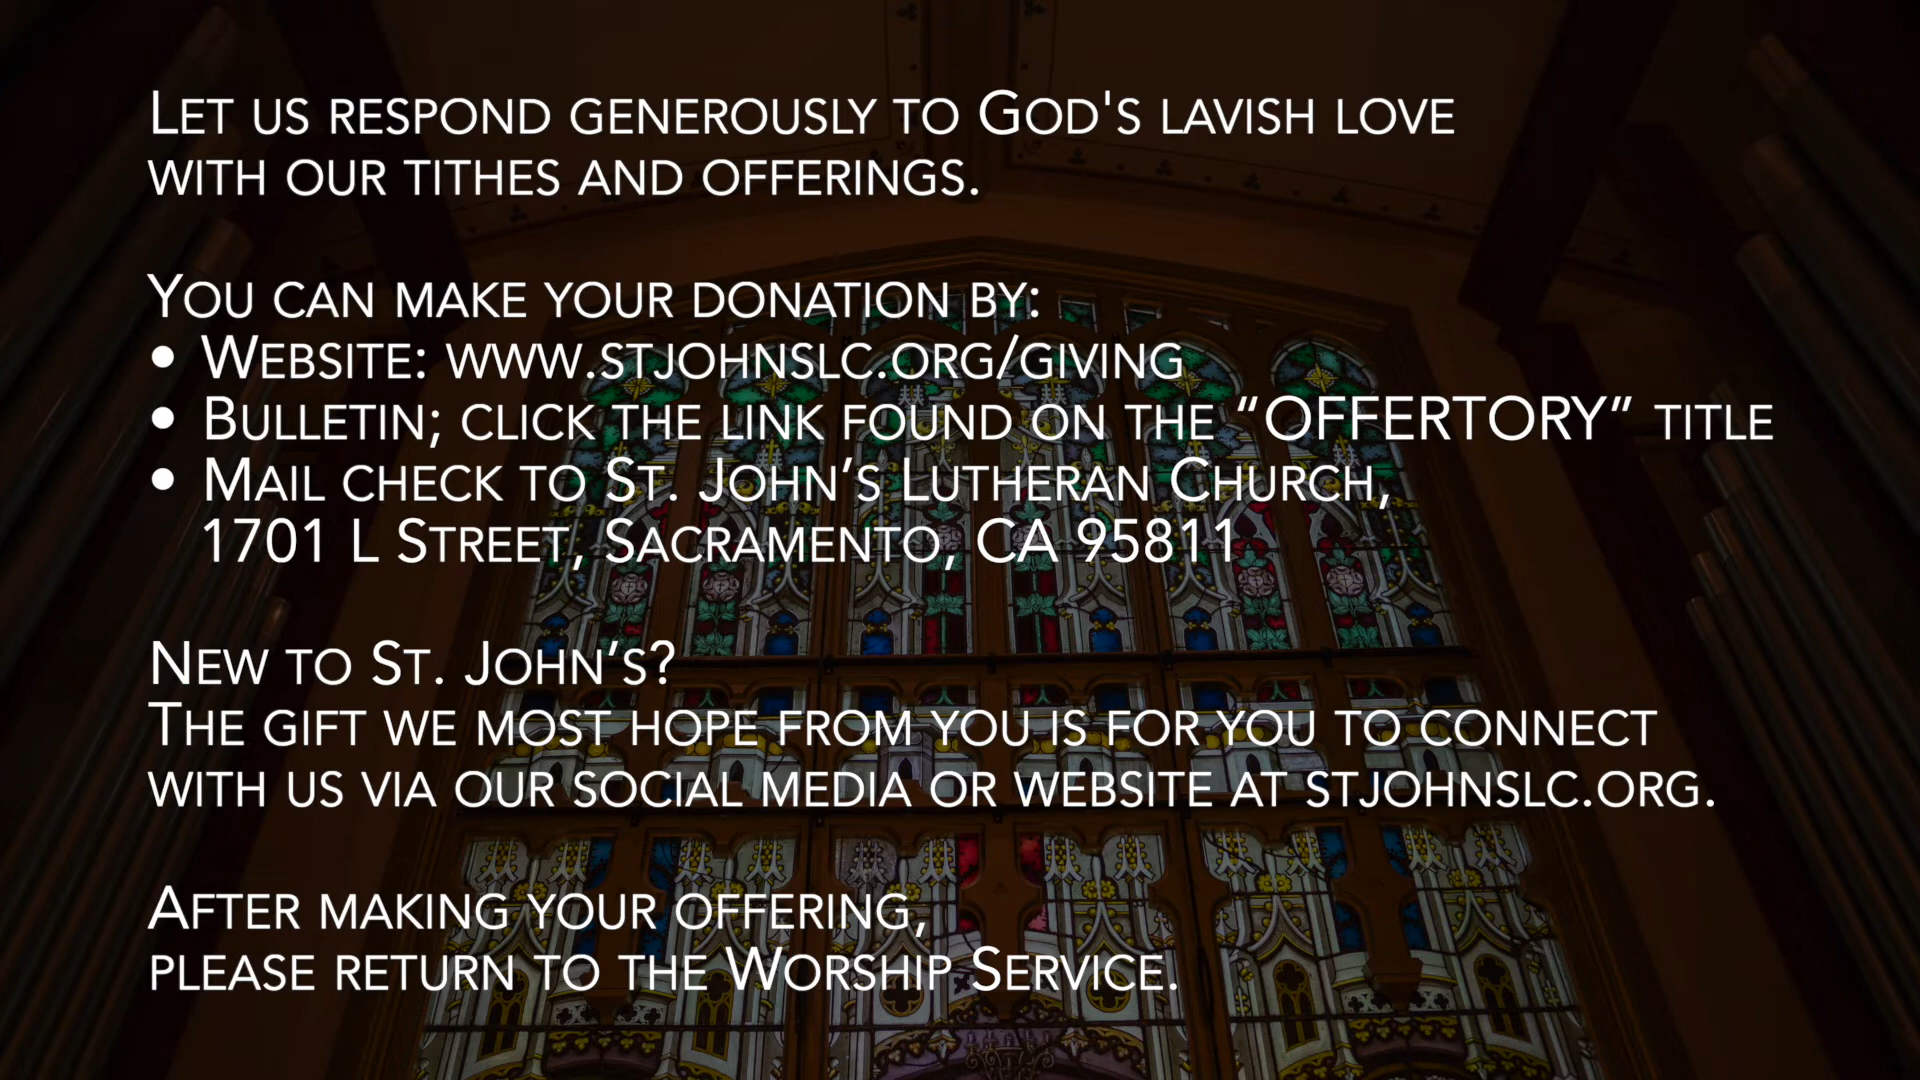 Let us respond generously to God's lavish love
with our tithes and offerings.
You can make your donation by:
• Website: www.stjohnslc.org/giving
• Bulletin; click the link found on the “OFFERTORY” title
• Mail check to St. John’s Lutheran Church,
1701 L Street, Sacramento, CA 95811
New to St. John’s?
The gift we most hope from you is for you to connect
with us via our social media or website at stjohnslc.org.
After making your offering,
please return to the Worship Service.